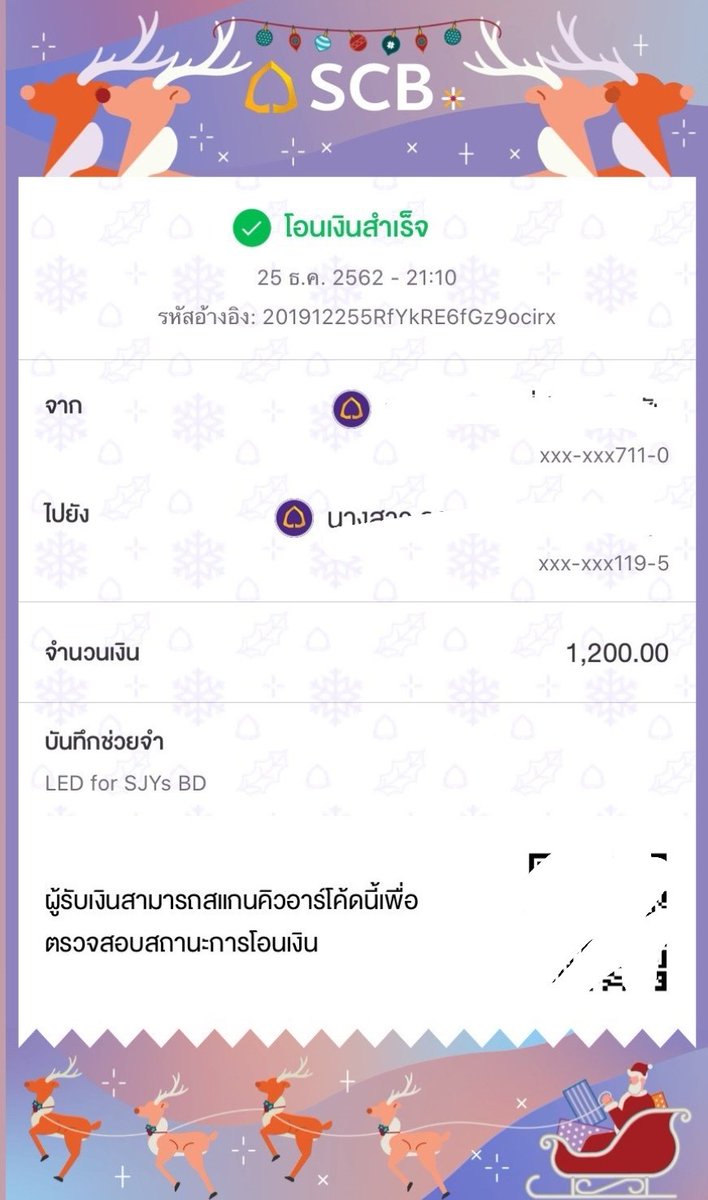 SCB
โอนเงินสำเร็จ
25 ธ.ค. 2562 - 21:10
รหัสอ้างอิง: 201912255RfYkRE6fGz9ocirx
จาก
xxx-xxx711-0
ไปยัง
นางสาว
xxx-xxx119-5
จำนวนเงิน 1,200.00
บันทึกช่วยจำ
LED for SJYs BD
ผู้รับเงินสามารถสแกนคิวอาร์โค้ดนี้เพื่อ
ตรวจสอบสถานะการโอนเงิน